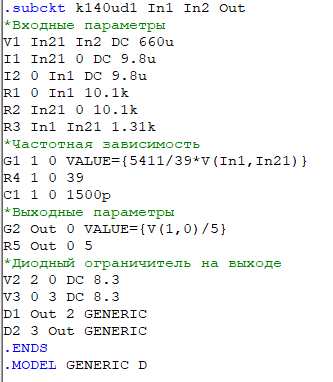 .subckt k140ud1 In1 In2 Out
*Входные параметры
V1 In21 In2 DC 660u
I1 In21 0 DC 9.8u
I2 0 In1 DC 9.8u
R1 0 In1 10.1k
R2 In21 0 10.1k
R3 In1 In21 1.31k
*Частотная зависимость
G1 1 0 VALUE={5411/39*V(In1,In21)}
R4 1 0 39
C1 1 0 1500p
*Выходные параметры
G2 Out 0 VALUE={V(1,0)/5}
R5 Out 0 5
*Диодный ограничитель на выходе
V2 2 0 DC 8.3
V3 0 3 DC 8.3
D1 Out 2 GENERIC
D2 3 Out GENERIC
.ENDS
.MODEL GENERIC D